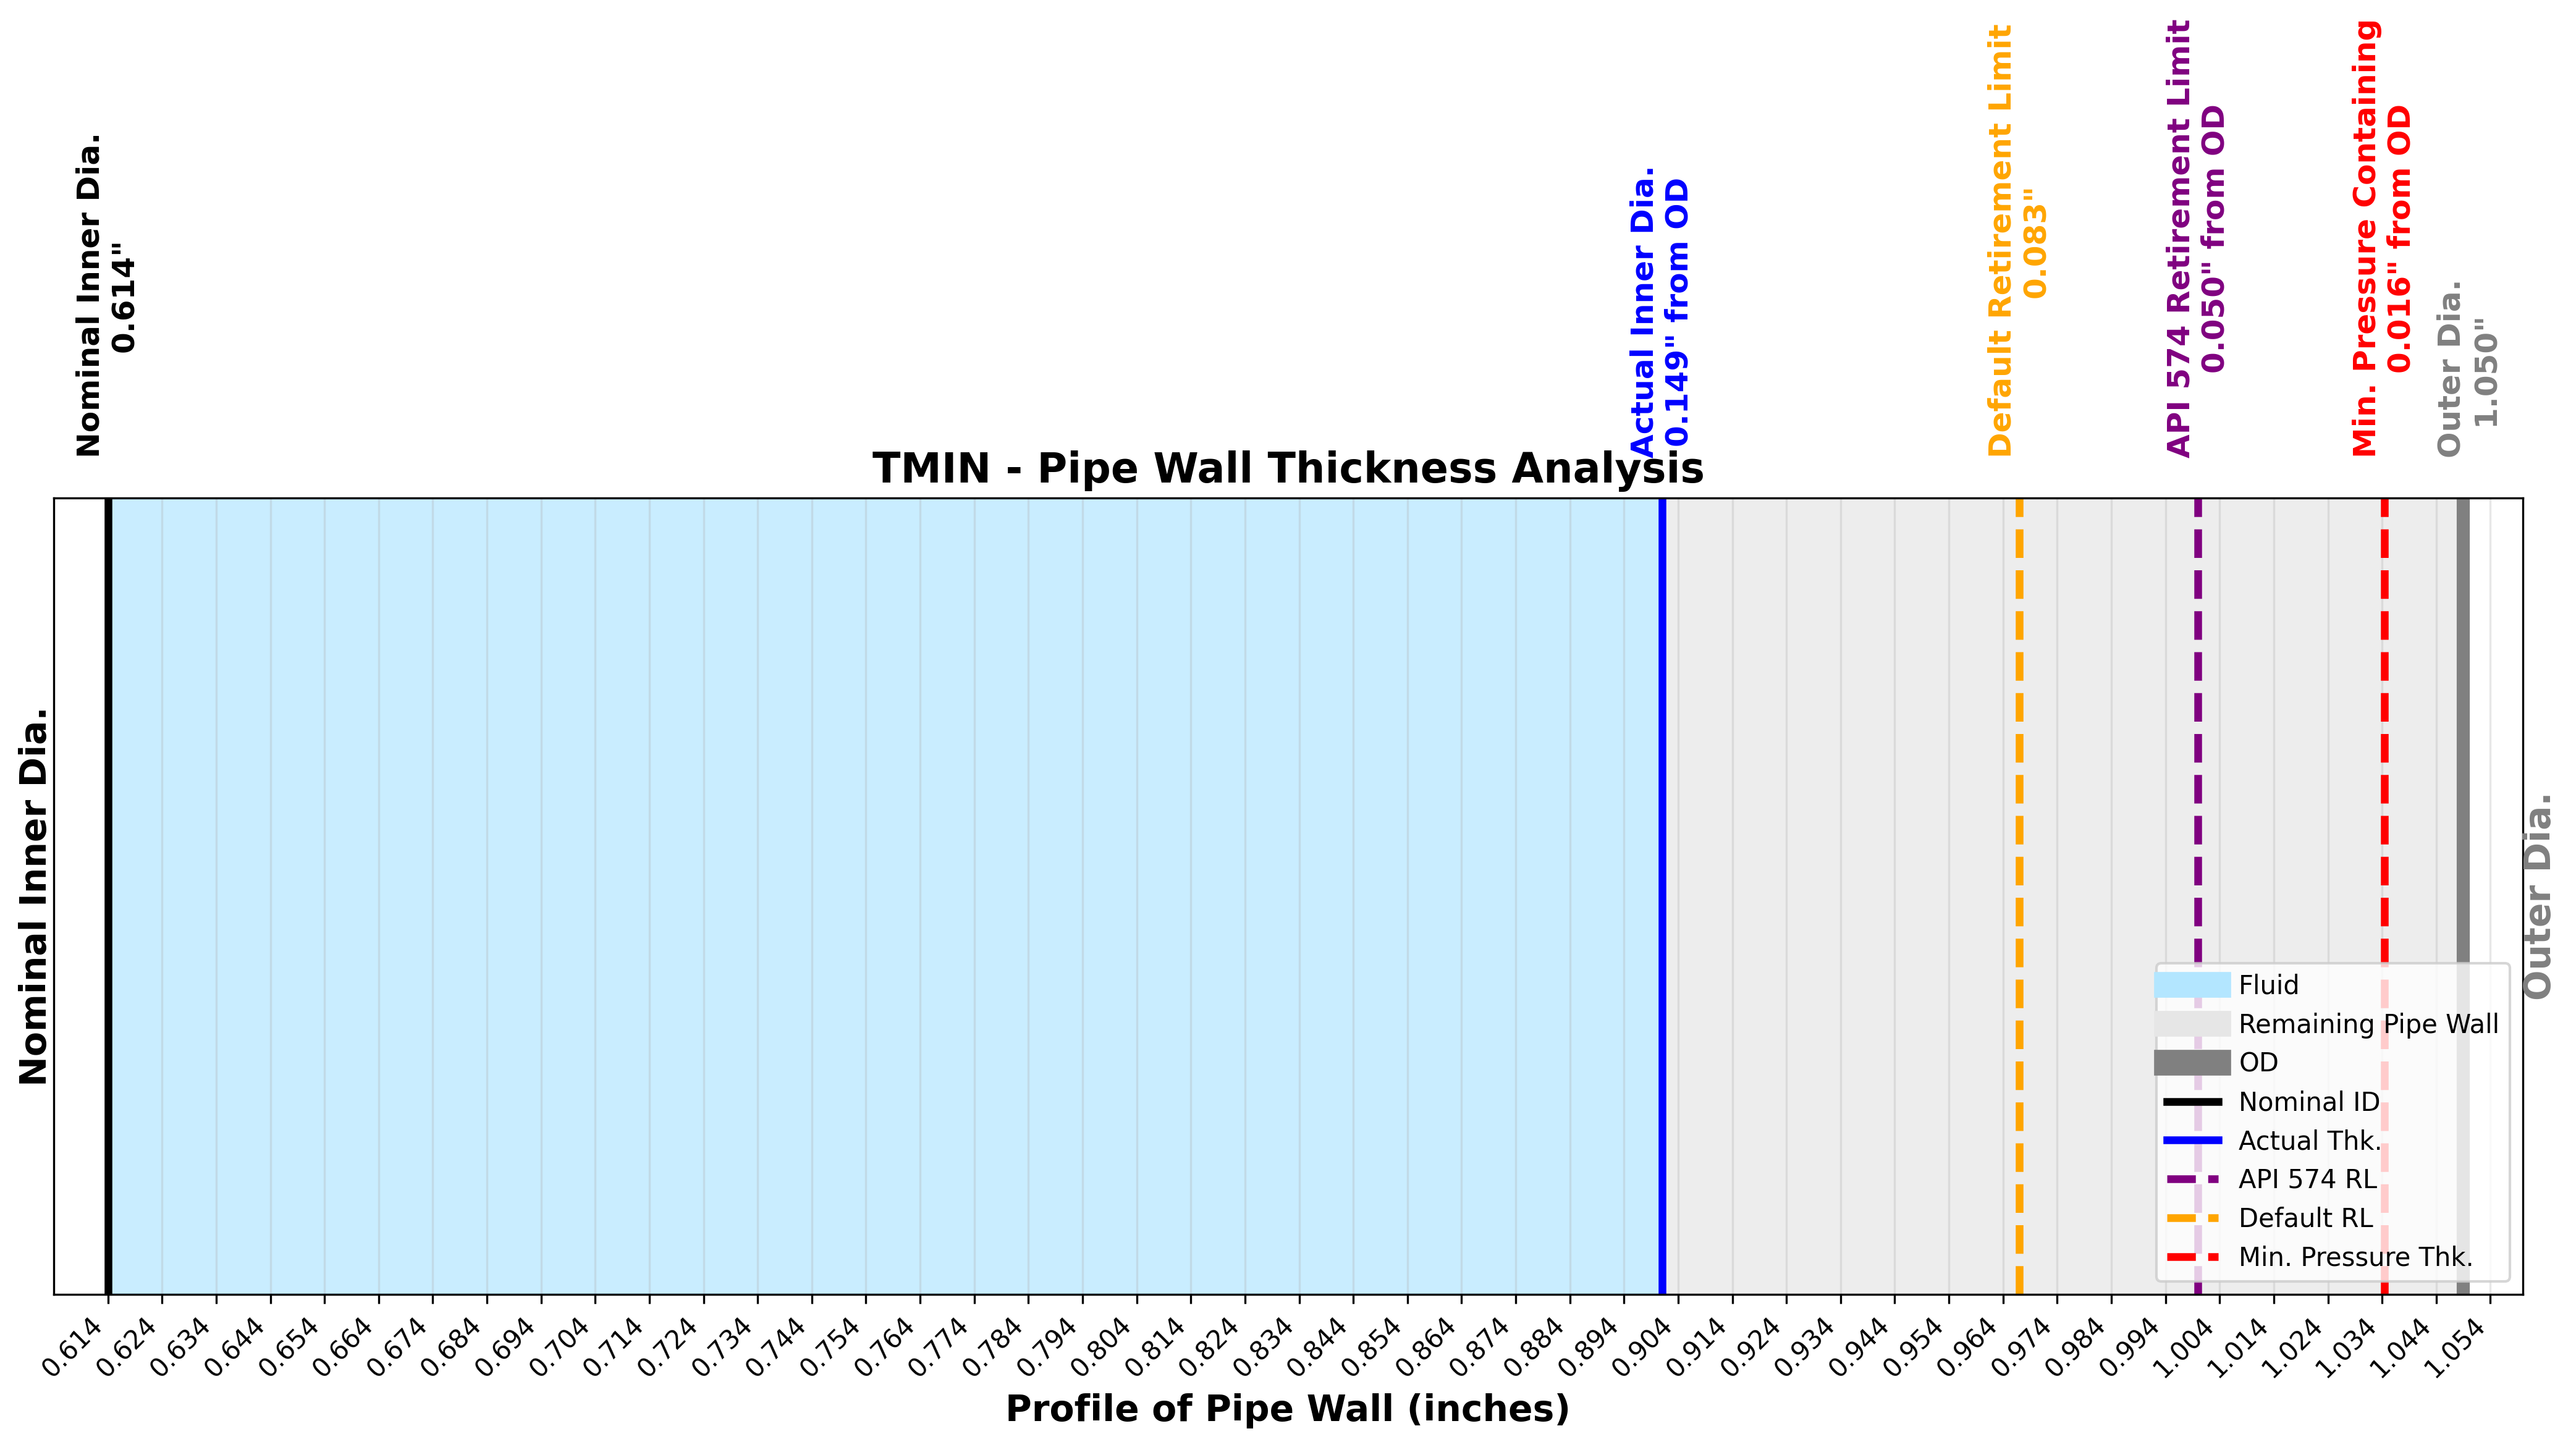 Nominal Inner Dia.
0.614"
Actual Inner Dia.
0.149" from OD
Default Retirement Limit
0.083"
API 574 Retirement Limit
0.050" from OD
Min. Pressure Containing
0.016" from OD
Outer Dia.
1.050"
TMIN - Pipe Wall Thickness Analysis
Nominal Inner Dia.
Outer Dia.
Fluid
Remaining Pipe Wall
OD
Nominal ID
Actual Thk.
API 574 RL
Default RL
Min. Pressure Thk.
0.614
0.624
0.634
0.644
0.654
0.664
0.674
0.684
0.694
0.704
0.714
0.724
0.734
0.744
0.754
0.764
0.774
0.784
0.794
0.804
0.814
0.824
0.834
0.844
0.854
0.864
0.874
0.884
0.894
0.904
0.914
0.924
0.934
0.944
0.954
0.964
0.974
0.984
0.994
1.004
1.014
1.024
1.034
1.044
1.054
Profile of Pipe Wall (inches)